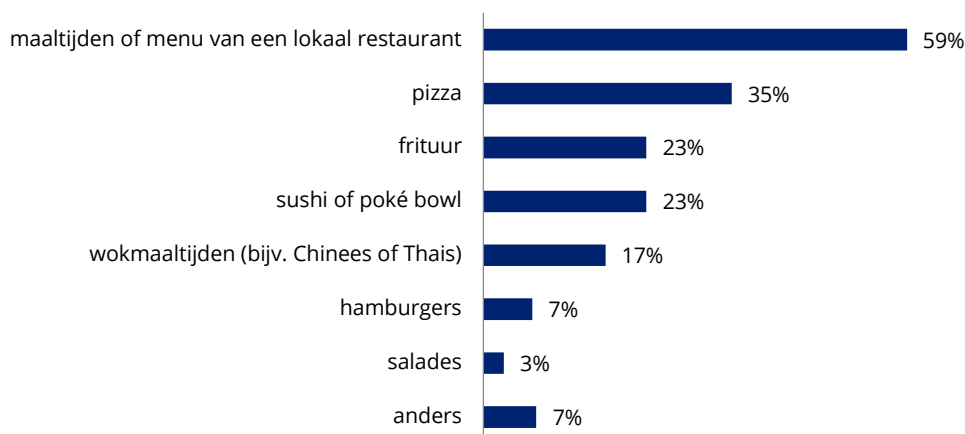 maaltijden of menu van een lokaal restaurant 59%
pizza 35%
frituur 23%
sushi of poké bowl 23%
wokmaaltijden (bijv. Chinees of Thais) 17%
hamburgers 7%
salades 3%
anders 7%